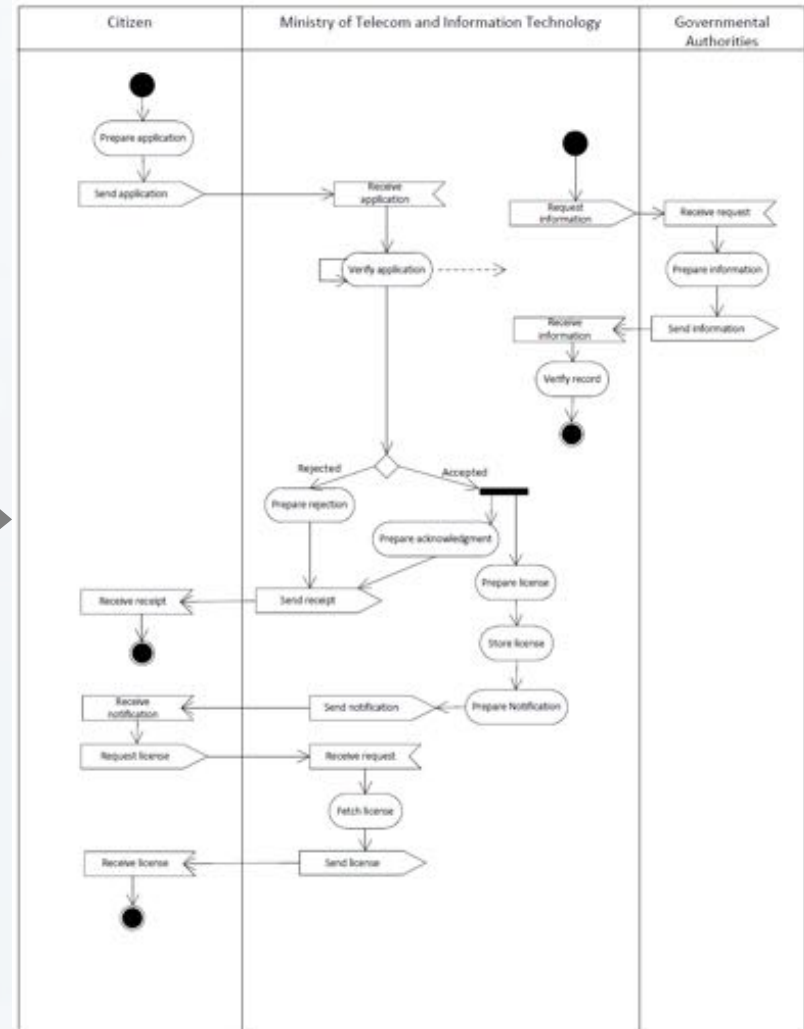 Citizen
Ministry of Telecom and Information Technology
Governmental
Authorities
Prepare application
Send application
Receive
application
Request
information
Receive request
Verify application
Prepare information
Receive
information
Send information
Verify record
Rejected
Accepted
Prepare rejection
Prepare acknowledgment
Prepare license
Receive receipt
Send receipt
Store license
Receive
notification
Send notification
Prepare Notification
Request license
Receive request
Fetch license
Receive license
Send license